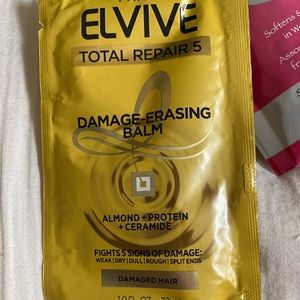 ELVIVE
TOTAL REPAIR 5
DAMAGE-ERASING
BALM
ALMOND + PROTEIN
+ CERAMIDE
FIGHTS 5 SIGNS OF DAMAGE:
WEAK | DRY | DULL | ROUGH | SPLIT ENDS
DAMAGED HAIR
Softens &
in